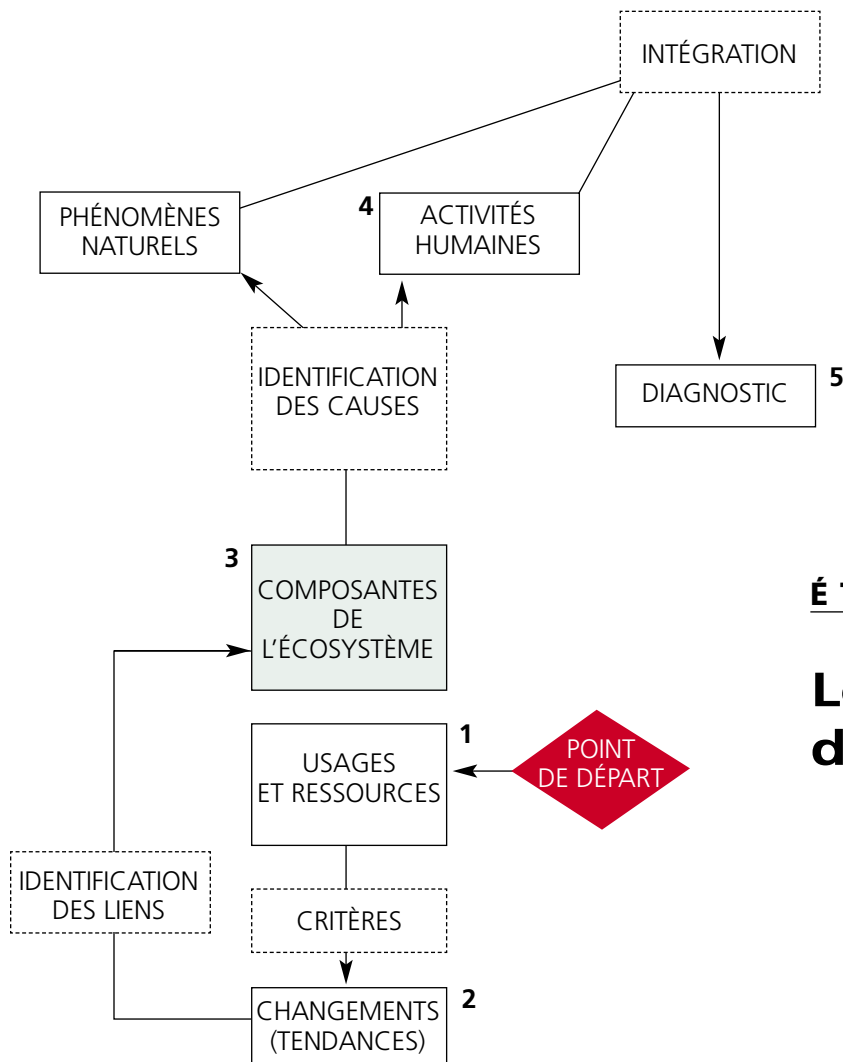 INTÉGRATION
PHÉNOMÈNES
NATURELS
4
ACTIVITÉS
HUMAINES
IDENTIFICATION
DES CAUSES
DIAGNOSTIC
5
3
COMPOSANTES
DE
L'ÉCOSYSTÈME
1
USAGES
ET RESSOURCES
POINT
DE DÉPART
IDENTIFICATION
DES LIENS
CRITÈRES
CHANGEMENTS
(TENDANCES)
2